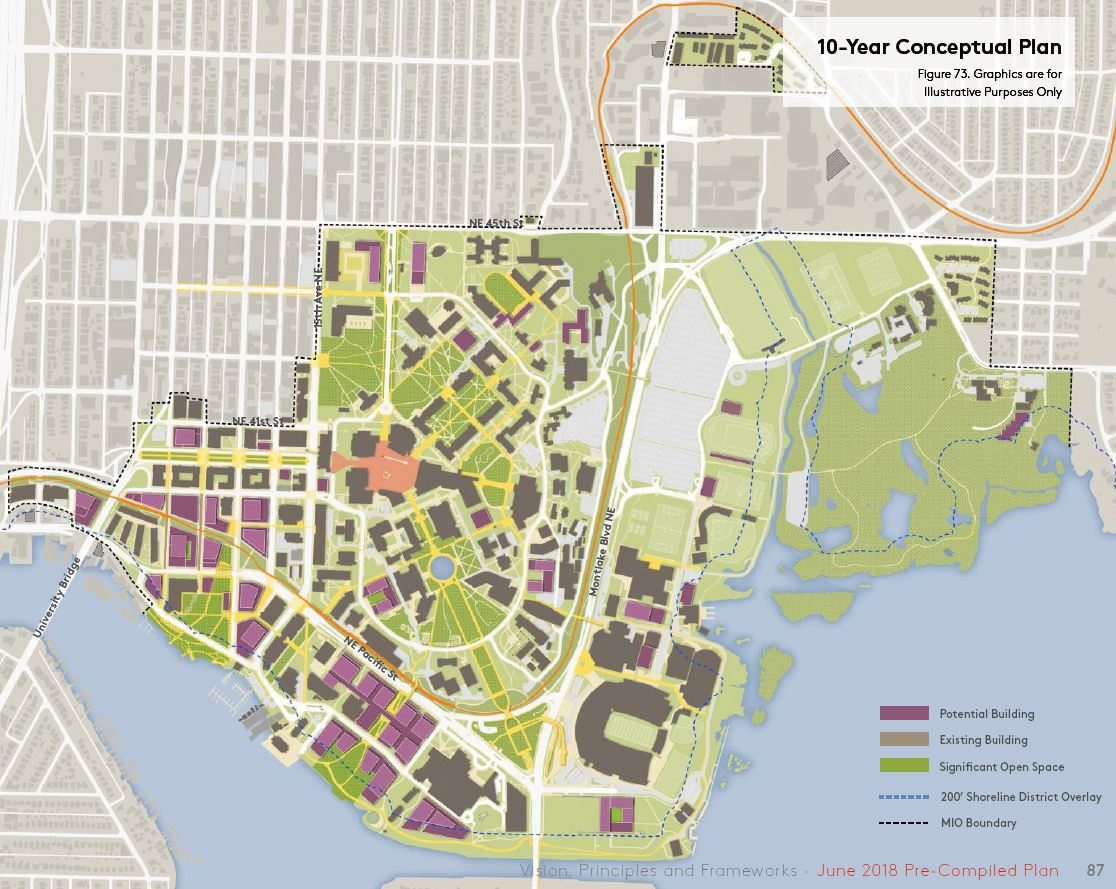 10-Year Conceptual Plan
Figure 73. Graphics are for
Illustrative Purposes Only
NE 45th St
15th Ave NE
NE 41st St
University Bridge
Montlake Blvd NE
NE Pacific St
Potential Building
Existing Building
Significant Open Space
200' Shoreline District Overlay
MIO Boundary
Vision, Principles and Frameworks - June 2018 Pre-Compiled Plan 87